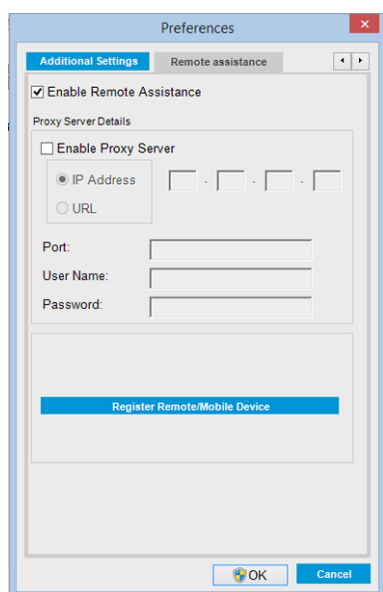 Preferences
Additional Settings
Remote assistance
Enable Remote Assistance
Proxy Server Details
Enable Proxy Server
IP Address
URL
Port:
User Name:
Password:
Register Remote/Mobile Device
OK
Cancel